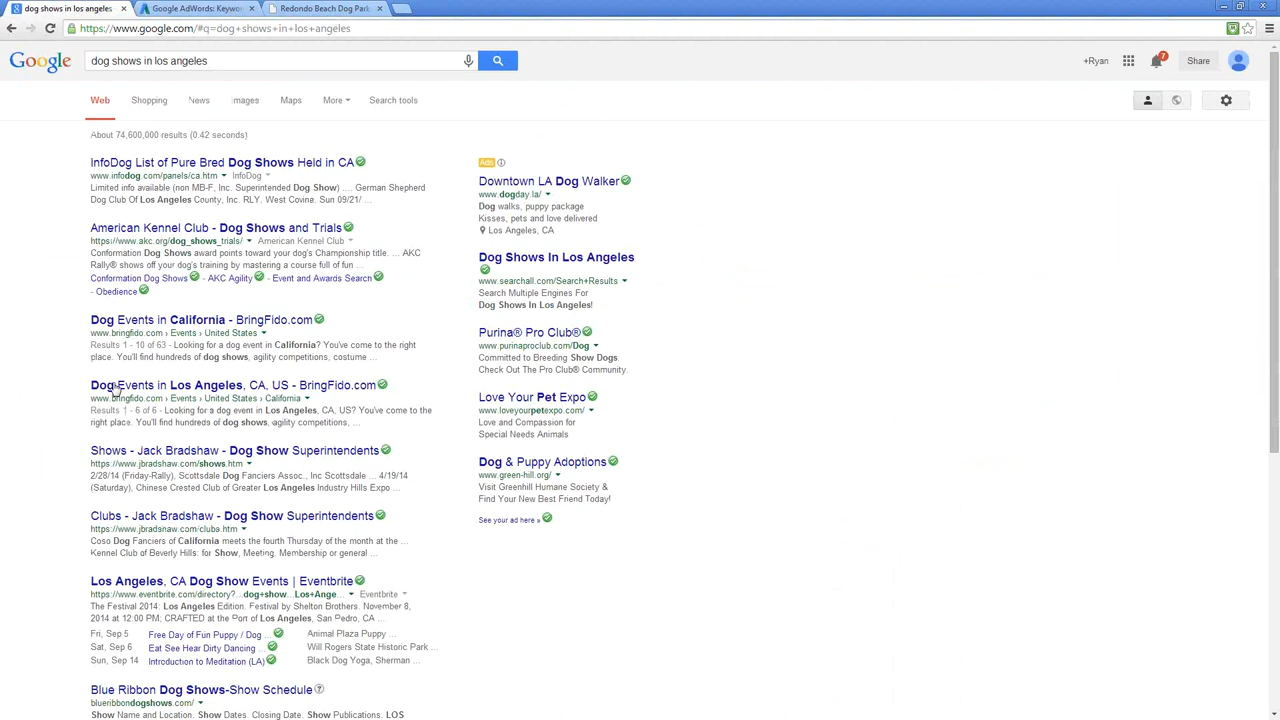 dog shows in los angeles
Google AdWords: Keywo
Redondo Beach Dog Park
https://www.google.com/#q=dog+shows+in+los+angeles
Google
dog shows in los angeles
+Ryan
7
Share
Web
Shopping
News
Images
Maps
More
Search tools
About 74,600,000 results (0.42 seconds)
InfoDog List of Pure Bred Dog Shows Held in CA
www.infodog.com/panels/ca.htm InfoDog
Limited info available (non MB-F, Inc. Superintended Dog Show) .... German Shepherd
Dog Club Of Los Angeles County, Inc. RLY. West Covina. Sun 09/21/ ...
American Kennel Club - Dog Shows and Trials
https://www.akc.org/dog_shows_trials/ American Kennel Club
Conformation Dog Shows award points toward your dog's Championship title. ... AKC
Rally® shows off your dog's training by mastering a course full of fun ...
Conformation Dog Shows - AKC Agility - Event and Awards Search
- Obedience
Dog Events in California - BringFido.com
www.bringfido.com › Events › United States
Results 1 - 10 of 63 - Looking for a dog event in California? You've come to the right
place. You'll find hundreds of dog shows, agility competitions, costume ...
Dog Events in Los Angeles, CA, US - BringFido.com
www.bringfido.com › Events › United States › California
Results 1 - 6 of 6 - Looking for a dog event in Los Angeles, CA, US? You've come to the
right place. You'll find hundreds of dog shows, agility competitions, ...
Shows - Jack Bradshaw - Dog Show Superintendents
https://www.jbradshaw.com/shows.htm
2/28/14 (Friday-Rally), Scottsdale Dog Fanciers Assoc., Inc Scottsdale ... 4/19/14
(Saturday), Chinese Crested Club of Greater Los Angeles Industry Hills Expo ...
Clubs - Jack Bradshaw - Dog Show Superintendents
https://www.jbradshaw.com/clubs.htm
Coso Dog Fanciers of California meets the fourth Thursday of the month at the ...
Kennel Club of Beverly Hills: for Show, Meeting, Membership or general ...
Los Angeles, CA Dog Show Events | Eventbrite
https://www.eventbrite.com/directory?...dog+show...Los+Ange... Eventbrite
The Festival 2014: Los Angeles Edition. Festival by Shelton Brothers. November 8,
2014 at 12:00 PM; CRAFTED at the Port of Los Angeles, San Pedro, CA ...
Fri, Sep 5 Free Day of Fun Puppy / Dog ... Animal Plaza Puppy ...
Sat, Sep 6 Eat See Hear Dirty Dancing ... Will Rogers State Historic Park ...
Sun, Sep 14 Introduction to Meditation (LA) Black Dog Yoga, Sherman ...
Blue Ribbon Dog Shows-Show Schedule
blueribbondogshows.com/
Show Name and Location. Show Dates. Closing Date. Show Publications. LOS
Ads
Downtown LA Dog Walker
www.dogday.la/
Dog walks, puppy package
Kisses, pets and love delivered
Los Angeles, CA
Dog Shows In Los Angeles
www.searchall.com/Search+Results
Search Multiple Engines For
Dog Shows In Los Angeles!
Purina® Pro Club®
www.purinaproclub.com/Dog
Committed to Breeding Show Dogs.
Check Out The Pro Club® Community.
Love Your Pet Expo
www.loveyourpetexpo.com/
Love and Compassion for
Special Needs Animals
Dog & Puppy Adoptions
www.green-hill.org/
Visit Greenhill Humane Society &
Find Your New Best Friend Today!
See your ad here »